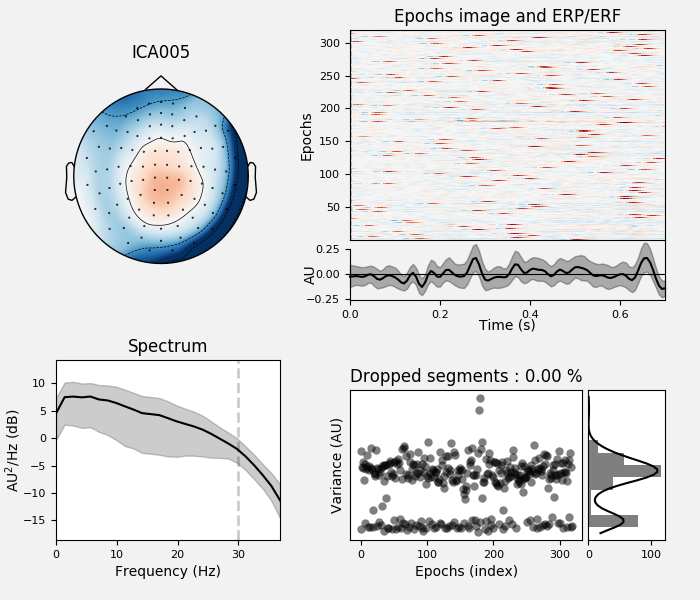 ICA005
Epochs image and ERP/ERF
Epochs
300
250
200
150
100
50
AU
0.25
0.00
−0.25
0.0 0.2 0.4 0.6
Time (s)
Spectrum
AU²/Hz (dB)
10
5
0
−5
−10
−15
0 10 20 30
Frequency (Hz)
Dropped segments : 0.00 %
Variance (AU)
0 100 200 300
Epochs (index)
0 100